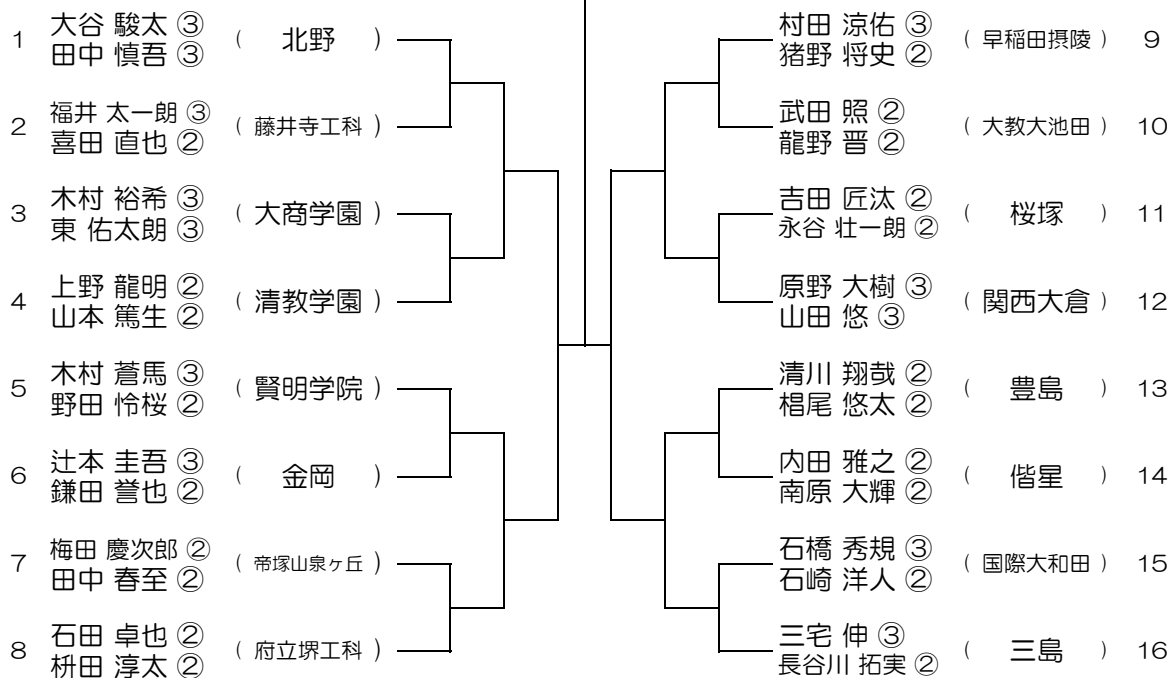 1 大谷 駿太 ③ ( 北野 )
田中 慎吾 ③
2 福井 太一朗 ③ ( 藤井寺工科 )
喜田 直也 ②
3 木村 裕希 ③ ( 大商学園 )
東 佑太朗 ③
4 上野 龍明 ② ( 清教学園 )
山本 篤生 ②
5 木村 蒼馬 ③ ( 賢明学院 )
野田 怜桜 ②
6 辻本 圭吾 ③ ( 金岡 )
鎌田 誉也 ②
7 梅田 慶次郎 ② ( 帝塚山泉ヶ丘 )
田中 春至 ②
8 石田 卓也 ② ( 府立堺工科 )
枡田 淳太 ②
村田 涼佑 ③ ( 早稲田摂陵 ) 9
猪野 将史 ②
武田 照 ② ( 大教大池田 ) 10
龍野 晋 ②
吉田 匠汰 ② ( 桜塚 ) 11
永谷 壮一朗 ②
原野 大樹 ③ ( 関西大倉 ) 12
山田 悠 ③
清川 翔哉 ② ( 豊島 ) 13
椙尾 悠太 ②
内田 雅之 ② ( 偕星 ) 14
南原 大輝 ②
石橋 秀規 ③ ( 国際大和田 ) 15
石崎 洋人 ②
三宅 伸 ③ ( 三島 ) 16
長谷川 拓実 ②